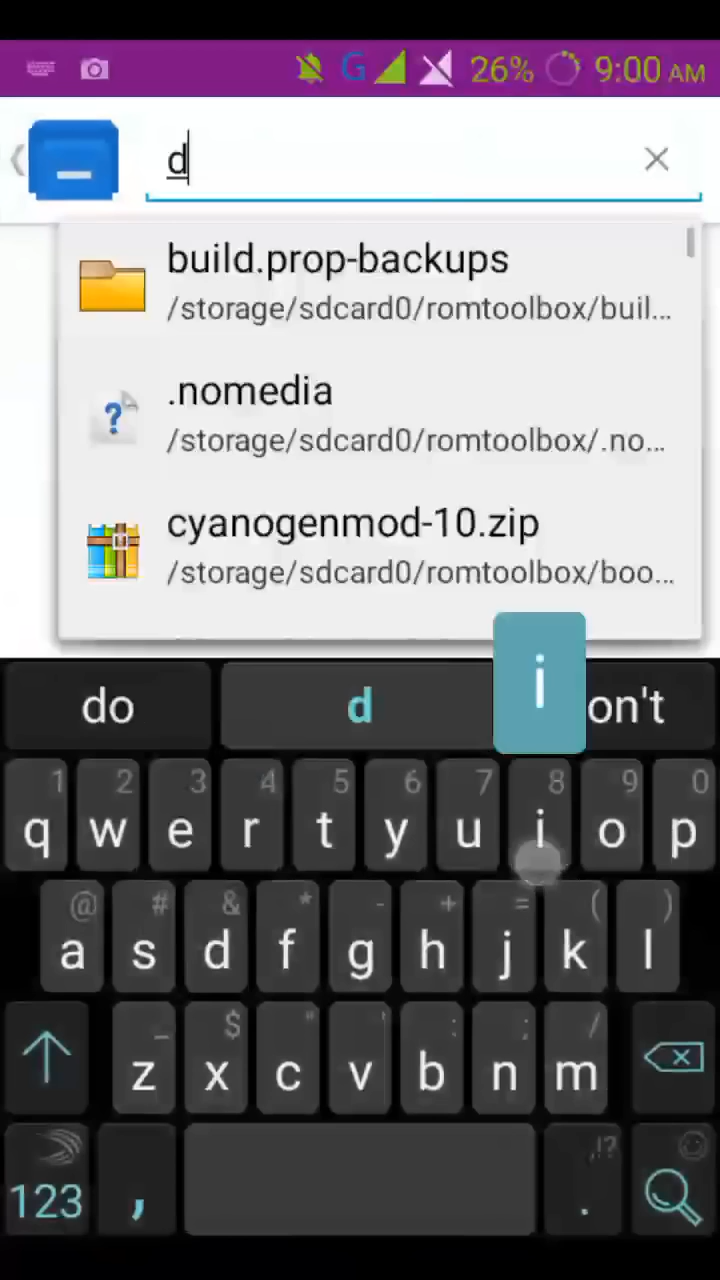 G 26% 9:00 AM
d
build.prop-backups
/storage/sdcard0/romtoolbox/buil...
.nomedia
/storage/sdcard0/romtoolbox/.no...
cyanogenmod-10.zip
/storage/sdcard0/romtoolbox/boo...
i
do d on't
1 2 3 4 5 6 7 8 9 0
q w e r t y u i o p
@ # & * - + = ( )
a s d f g h j k l
_ $ " ' : ; /
z x c v b n m
,!?
123 , .